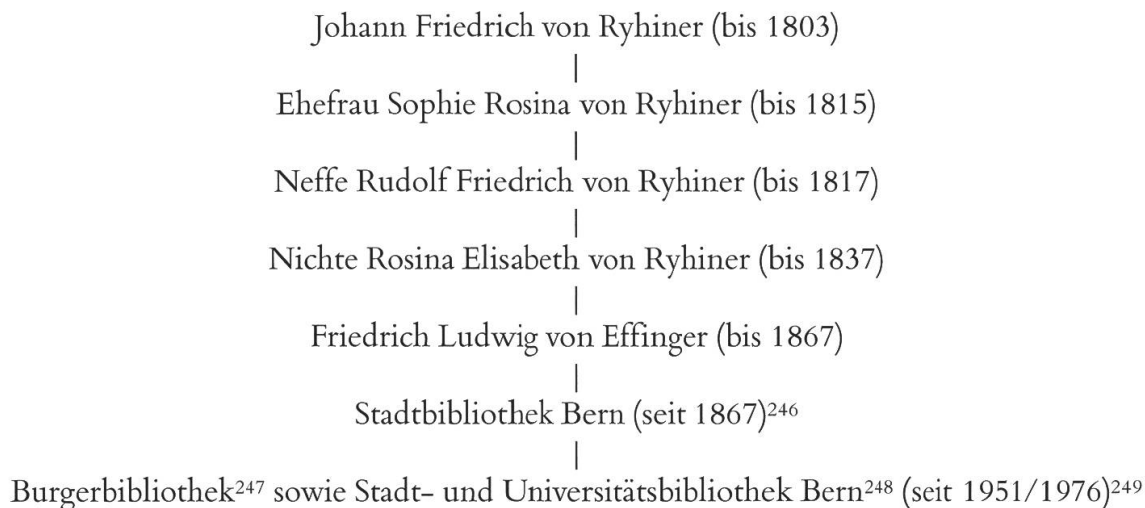 Johann Friedrich von Ryhiner (bis 1803)
Ehefrau Sophie Rosina von Ryhiner (bis 1815)
Neffe Rudolf Friedrich von Ryhiner (bis 1817)
Nichte Rosina Elisabeth von Ryhiner (bis 1837)
Friedrich Ludwig von Effinger (bis 1867)
Stadtbibliothek Bern (seit 1867)²⁴⁶
Burgerbibliothek²⁴⁷ sowie Stadt- und Universitätsbibliothek Bern²⁴⁸ (seit 1951/1976)²⁴⁹